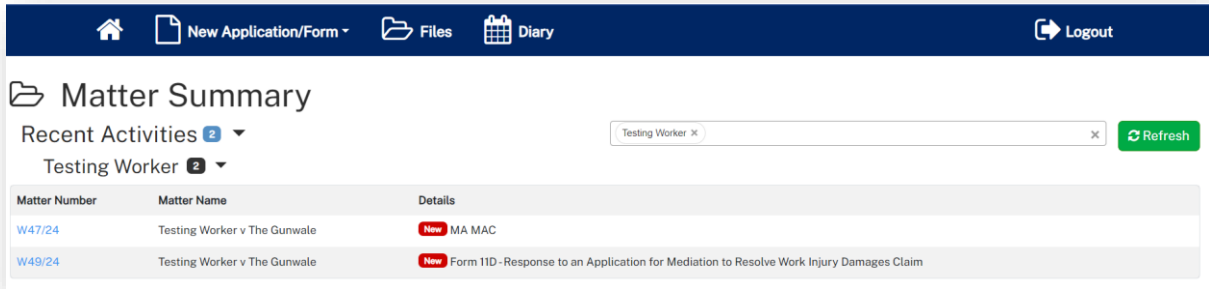 New Application/Form Files Diary Logout
Matter Summary
Recent Activities 2 Testing Worker × × Refresh
Testing Worker 2
Matter Number Matter Name Details
W47/24 Testing Worker v The Gunwale New MA MAC
W49/24 Testing Worker v The Gunwale New Form 11D - Response to an Application for Mediation to Resolve Work Injury Damages Claim